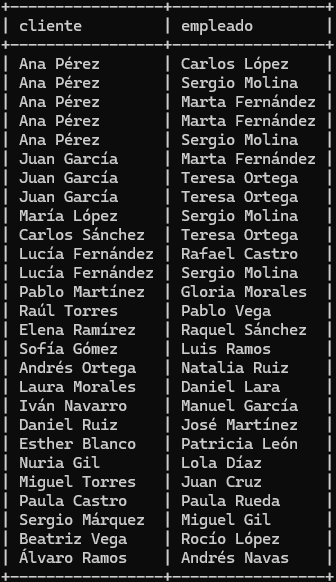 cliente | empleado
Ana Pérez | Carlos López
Ana Pérez | Sergio Molina
Ana Pérez | Marta Fernández
Ana Pérez | Marta Fernández
Ana Pérez | Sergio Molina
Juan García | Marta Fernández
Juan García | Teresa Ortega
Juan García | Teresa Ortega
María López | Sergio Molina
Carlos Sánchez | Teresa Ortega
Lucía Fernández | Rafael Castro
Lucía Fernández | Sergio Molina
Pablo Martínez | Gloria Morales
Raúl Torres | Pablo Vega
Elena Ramírez | Raquel Sánchez
Sofía Gómez | Luis Ramos
Andrés Ortega | Natalia Ruiz
Laura Morales | Daniel Lara
Iván Navarro | Manuel García
Daniel Ruiz | José Martínez
Esther Blanco | Patricia León
Nuria Gil | Lola Díaz
Miguel Torres | Juan Cruz
Paula Castro | Paula Rueda
Sergio Márquez | Miguel Gil
Beatriz Vega | Rocío López
Álvaro Ramos | Andrés Navas